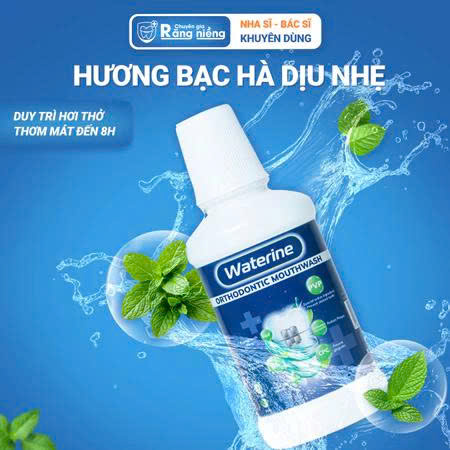 Chuyên gia
Răng niềng
NHA SĨ - BÁC SĨ
KHUYÊN DÙNG
HƯƠNG BẠC HÀ DỊU NHẸ
DUY TRÌ HƠI THỞ
THƠM MÁT ĐẾN 8H
Waterine
ORTHODONTIC MOUTHWASH
PVP
CPC